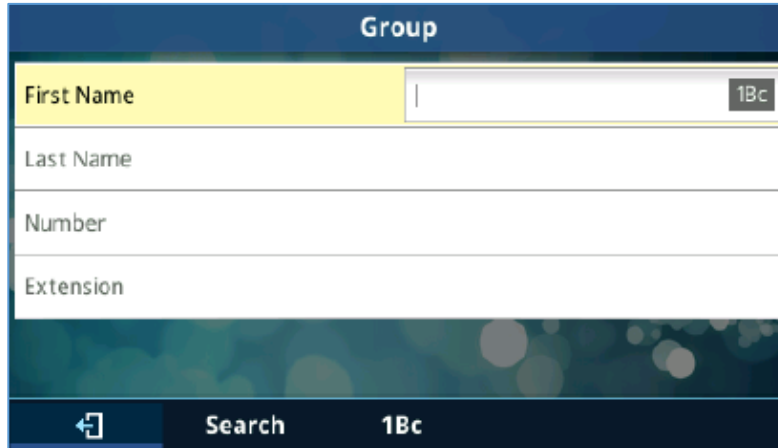 Group
First Name 1Bc
Last Name
Number
Extension
Search 1Bc